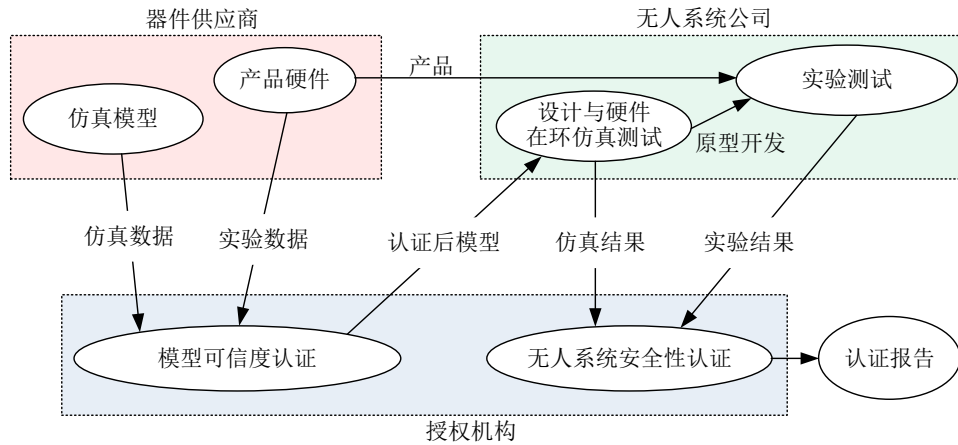 器件供应商
无人系统公司
产品硬件
产品
实验测试
仿真模型
设计与硬件
在环仿真测试
原型开发
仿真数据
实验数据
认证后模型
仿真结果
实验结果
模型可信度认证
无人系统安全性认证
认证报告
授权机构